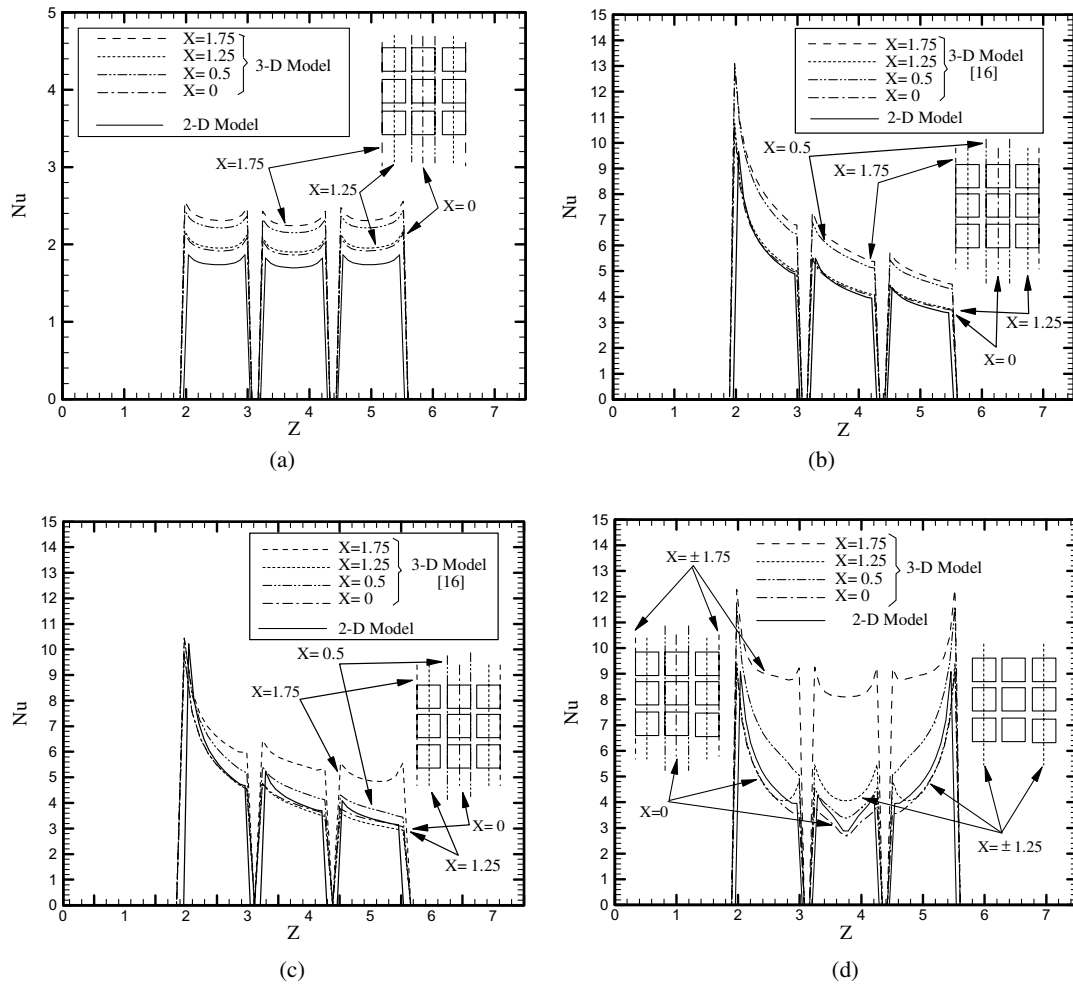 5
4
3
2
1
0
Nu
X=1.75
X=1.25
X= 0.5
X= 0
3-D Model
2-D Model
X=1.75
X=1.25
X= 0
0 1 2 3 4 5 6 7
Z
(a)
15
14
13
12
11
10
9
8
7
6
5
4
3
2
1
0
Nu
X=1.75
X=1.25
X= 0.5
X= 0
3-D Model
[16]
2-D Model
X= 0.5
X= 1.75
X= 1.25
X= 0
0 1 2 3 4 5 6 7
Z
(b)
15
14
13
12
11
10
9
8
7
6
5
4
3
2
1
0
Nu
X=1.75
X=1.25
X= 0.5
X= 0
3-D Model
[16]
2-D Model
X= 0.5
X=1.75
X= 0
X= 1.25
0 1 2 3 4 5 6 7
Z
(c)
15
14
13
12
11
10
9
8
7
6
5
4
3
2
1
0
Nu
X=1.75
X=1.25
X= 0.5
X= 0
3-D Model
2-D Model
X= ± 1.75
X=0
X= ± 1.25
0 1 2 3 4 5 6 7
Z
(d)